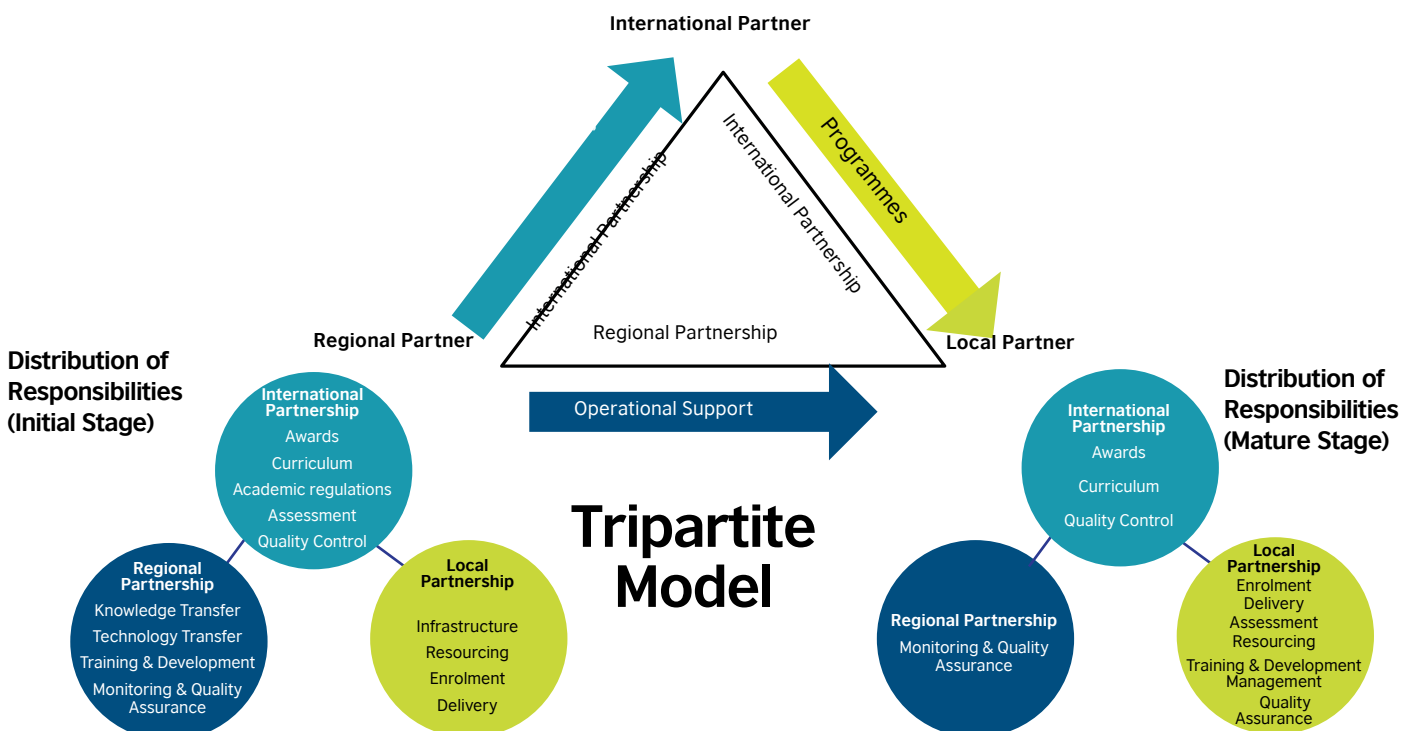 International Partner
International Partnership
International Partnership
Programmes
Regional Partnership
Regional Partner
Local Partner
Operational Support
Distribution of
Responsibilities
(Initial Stage)
International
Partnership
Awards
Curriculum
Academic regulations
Assessment
Quality Control
Regional
Partnership
Knowledge Transfer
Technology Transfer
Training & Development
Monitoring & Quality
Assurance
Local
Partnership
Infrastructure
Resourcing
Enrolment
Delivery
Tripartite
Model
Distribution of
Responsibilities
(Mature Stage)
International
Partnership
Awards
Curriculum
Quality Control
Regional Partnership
Monitoring & Quality
Assurance
Local
Partnership
Enrolment
Delivery
Assessment
Resourcing
Training & Development
Management
Quality
Assurance